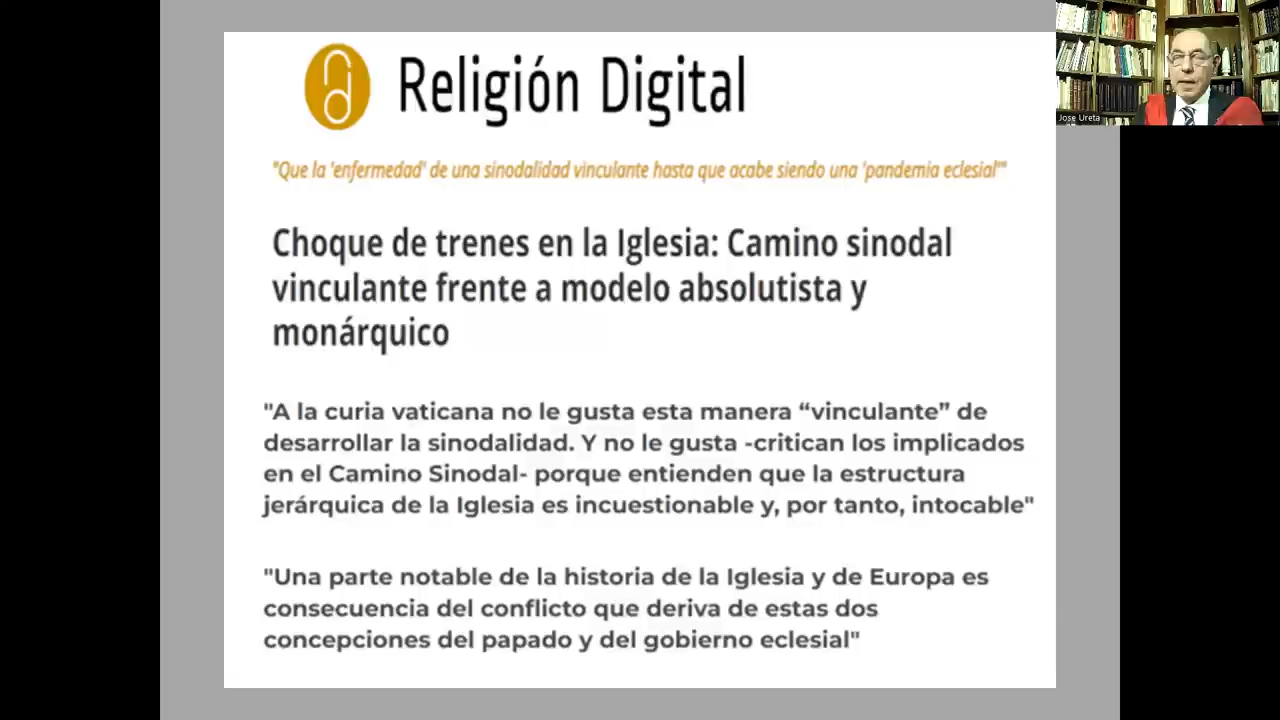 Religión Digital
"Que la 'enfermedad' de una sinodalidad vinculante hasta que acabe siendo una 'pandemia eclesial'"
Choque de trenes en la Iglesia: Camino sinodal
vinculante frente a modelo absolutista y
monárquico
"A la curia vaticana no le gusta esta manera “vinculante” de
desarrollar la sinodalidad. Y no le gusta -critican los implicados
en el Camino Sinodal- porque entienden que la estructura
jerárquica de la Iglesia es incuestionable y, por tanto, intocable"
"Una parte notable de la historia de la Iglesia y de Europa es
consecuencia del conflicto que deriva de estas dos
concepciones del papado y del gobierno eclesial"
Jose Ureta